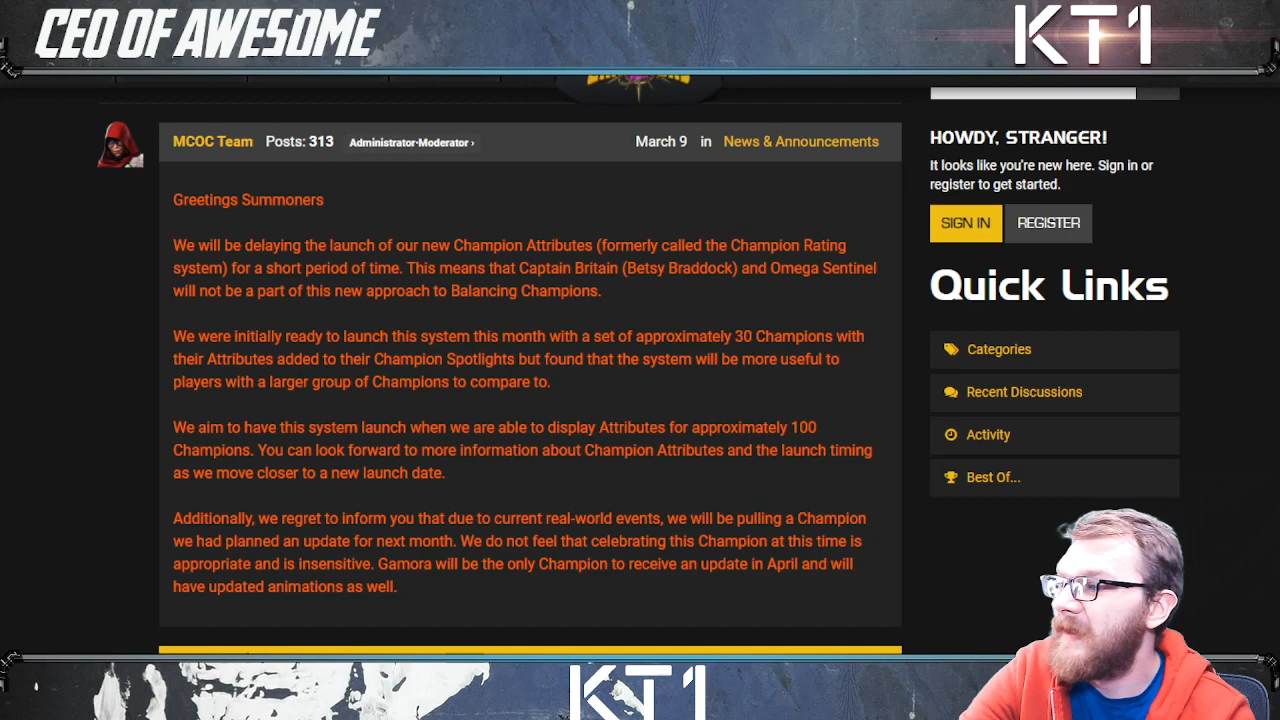 CEO OF AWESOME
KT1
MCOC Team Posts: 313 Administrator·Moderator ›
March 9 in News & Announcements
Greetings Summoners
We will be delaying the launch of our new Champion Attributes (formerly called the Champion Rating
system) for a short period of time. This means that Captain Britain (Betsy Braddock) and Omega Sentinel
will not be a part of this new approach to Balancing Champions.
We were initially ready to launch this system this month with a set of approximately 30 Champions with
their Attributes added to their Champion Spotlights but found that the system will be more useful to
players with a larger group of Champions to compare to.
We aim to have this system launch when we are able to display Attributes for approximately 100
Champions. You can look forward to more information about Champion Attributes and the launch timing
as we move closer to a new launch date.
Additionally, we regret to inform you that due to current real-world events, we will be pulling a Champion
we had planned an update for next month. We do not feel that celebrating this Champion at this time is
appropriate and is insensitive. Gamora will be the only Champion to receive an update in April and will
have updated animations as well.
HOWDY, STRANGER!
It looks like you're new here. Sign in or
register to get started.
SIGN IN REGISTER
Quick Links
Categories
Recent Discussions
Activity
Best Of...
KT1